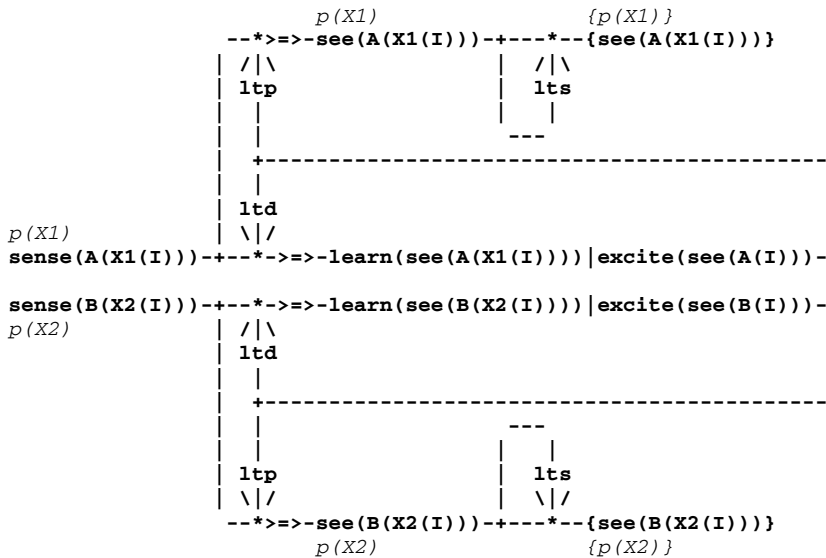 p(X1)                 {p(X1)}
                  --*>=>-see(A(X1(I)))-+---*--{see(A(X1(I)))}
                 | /|\                 |  /|\
                 | ltp                 |  lts
                 |  |                  |   |
                 |  |                   ---
                 |  +-----------------------------------------------
                 |  |
                 | ltd
p(X1)            | \|/
sense(A(X1(I)))-+--*->=>-learn(see(A(X1(I))))|excite(see(A(I)))-
sense(B(X2(I)))-+--*->=>-learn(see(B(X2(I))))|excite(see(B(I)))-
p(X2)            | /|\
                 | ltd
                 |  |
                 |  +-----------------------------------------------
                 |  |                   ---
                 |  |                  |   |
                 | ltp                 |  lts
                 | \|/                 |  \|/
                  --*>=>-see(B(X2(I)))-+---*--{see(B(X2(I)))}
                          p(X2)                 {p(X2)}